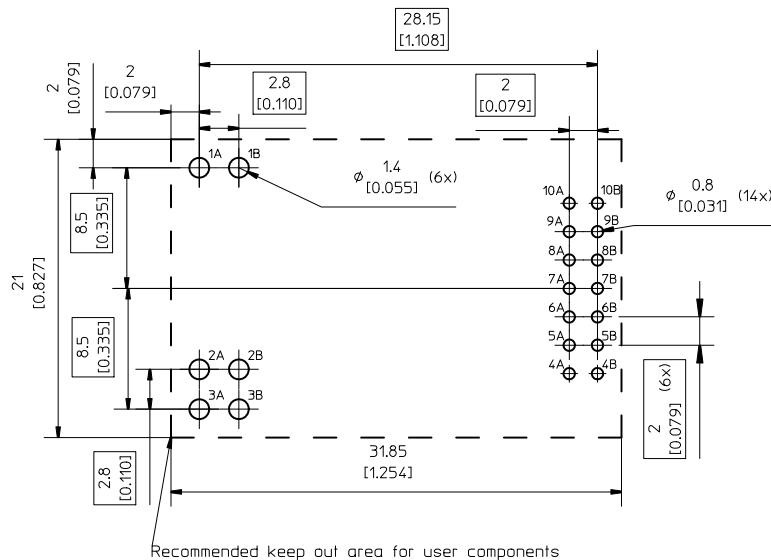 28.15
[1.108]
2
[0.079]
2
[0.079]
2.8
[0.110]
2
[0.079]
1A 1B
ø 1.4 (6x)
[0.055]
10A 10B
ø 0.8 (14x)
[0.031]
9A 9B
8.5
[0.335]
8A 8B
21
[0.827]
7A 7B
6A 6B
8.5
[0.335]
5A 5B
2A 2B
4A 4B
2 (6x)
[0.079]
3A 3B
2.8
[0.110]
31.85
[1.254]
Recommended keep out area for user components